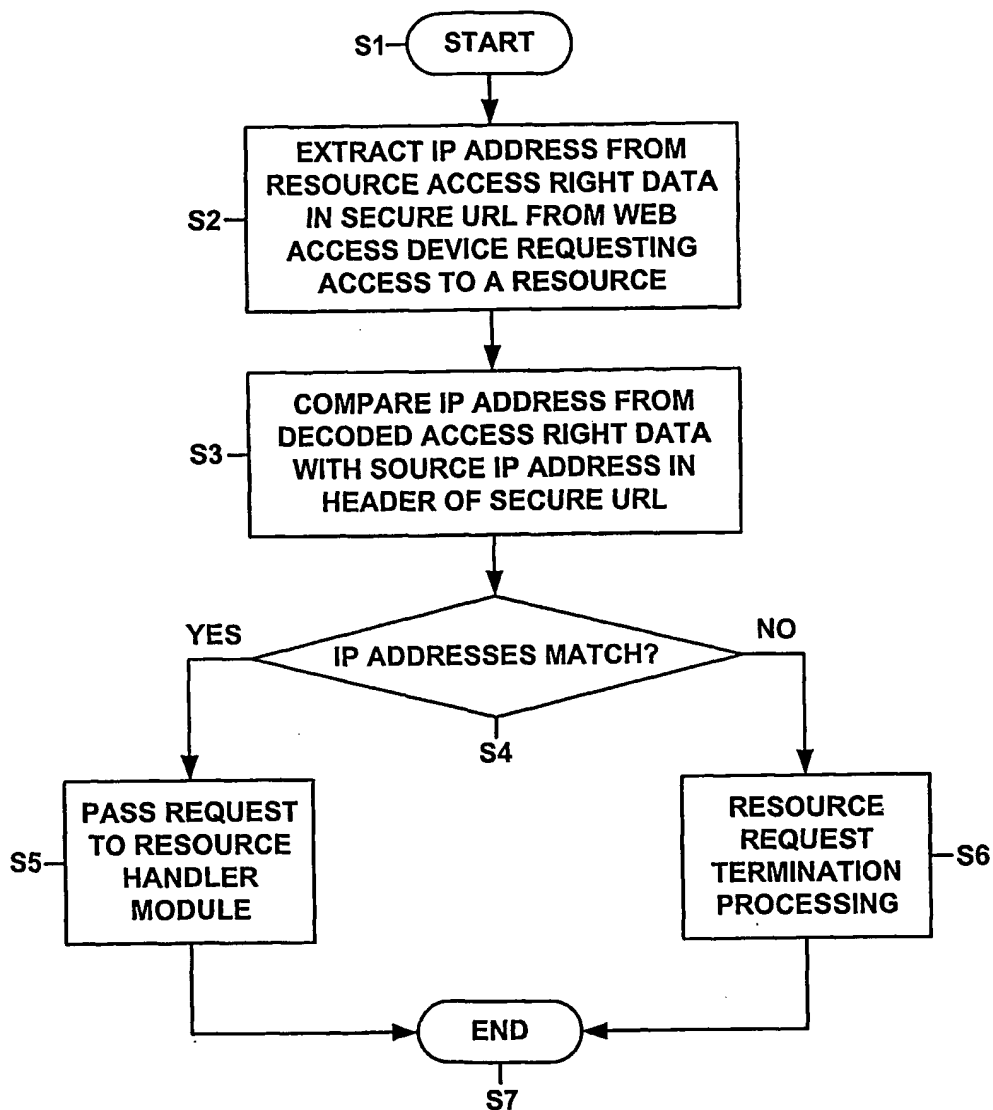 S1
START
EXTRACT IP ADDRESS FROM
RESOURCE ACCESS RIGHT DATA
IN SECURE URL FROM WEB
ACCESS DEVICE REQUESTING
ACCESS TO A RESOURCE
S2
COMPARE IP ADDRESS FROM
DECODED ACCESS RIGHT DATA
WITH SOURCE IP ADDRESS IN
HEADER OF SECURE URL
S3
YES
IP ADDRESSES MATCH?
NO
S4
PASS REQUEST
TO RESOURCE
HANDLER
MODULE
S5
RESOURCE
REQUEST
TERMINATION
PROCESSING
S6
END
S7